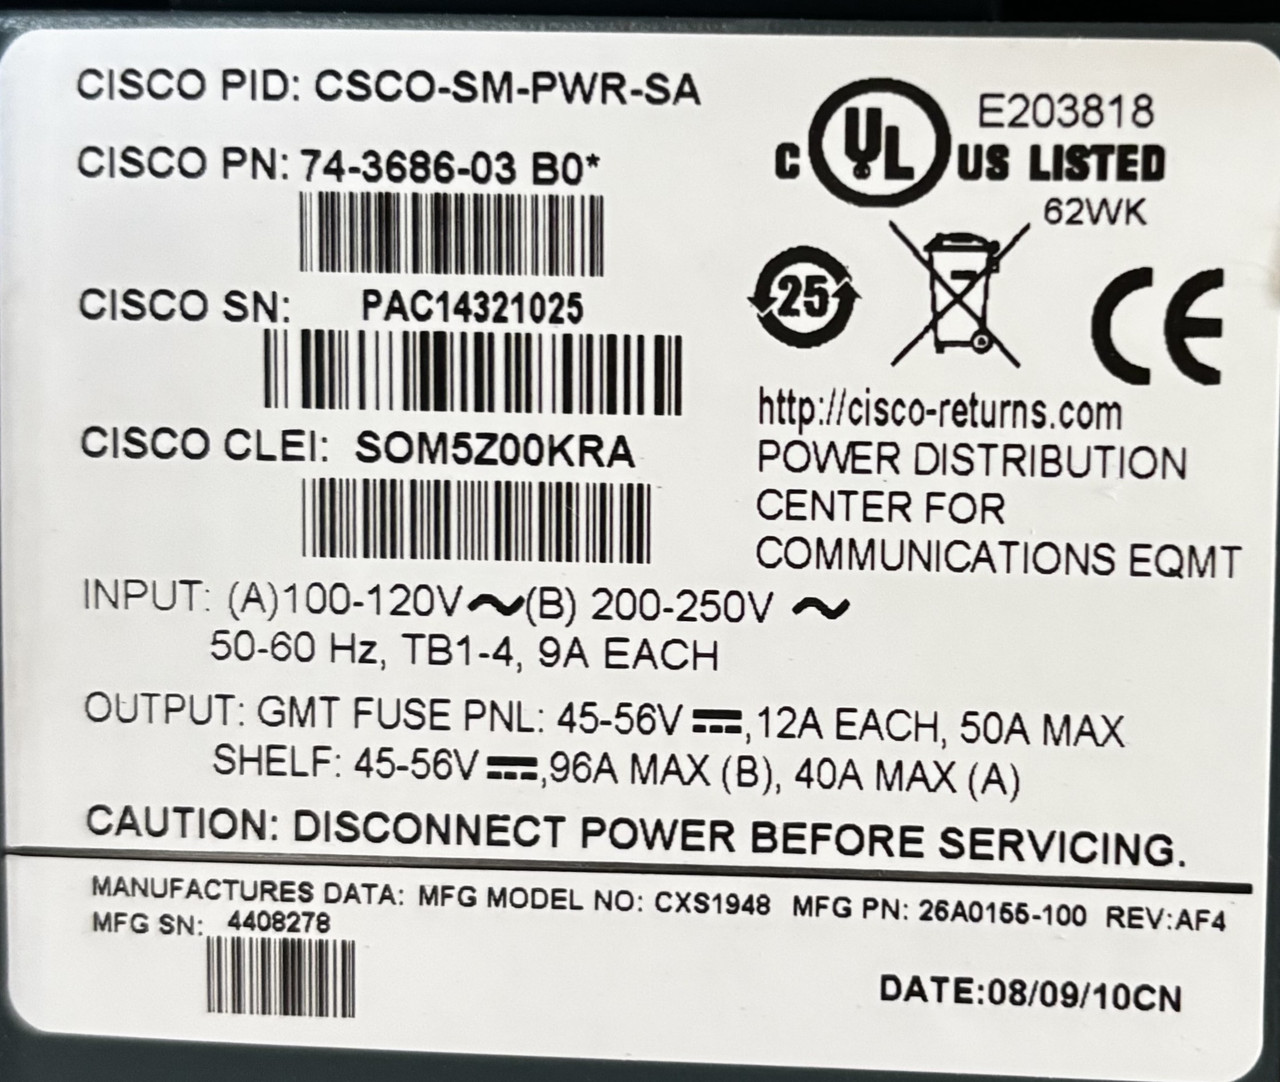 CISCO PID: CSCO-SM-PWR-SA
CISCO PN: 74-3686-03 B0*
CISCO SN: PAC14321025
CISCO CLEI: SOM5Z00KRA
C UL US LISTED
E203818
62WK
25
CE
http://cisco-returns.com
POWER DISTRIBUTION
CENTER FOR
COMMUNICATIONS EQMT
INPUT: (A)100-120V~(B) 200-250V ~
50-60 Hz, TB1-4, 9A EACH
OUTPUT: GMT FUSE PNL: 45-56V⎓,12A EACH, 50A MAX
SHELF: 45-56V⎓,96A MAX (B), 40A MAX (A)
CAUTION: DISCONNECT POWER BEFORE SERVICING.
MANUFACTURES DATA: MFG MODEL NO: CXS1948 MFG PN: 26A0155-100 REV:AF4
MFG SN: 4408278
DATE:08/09/10CN